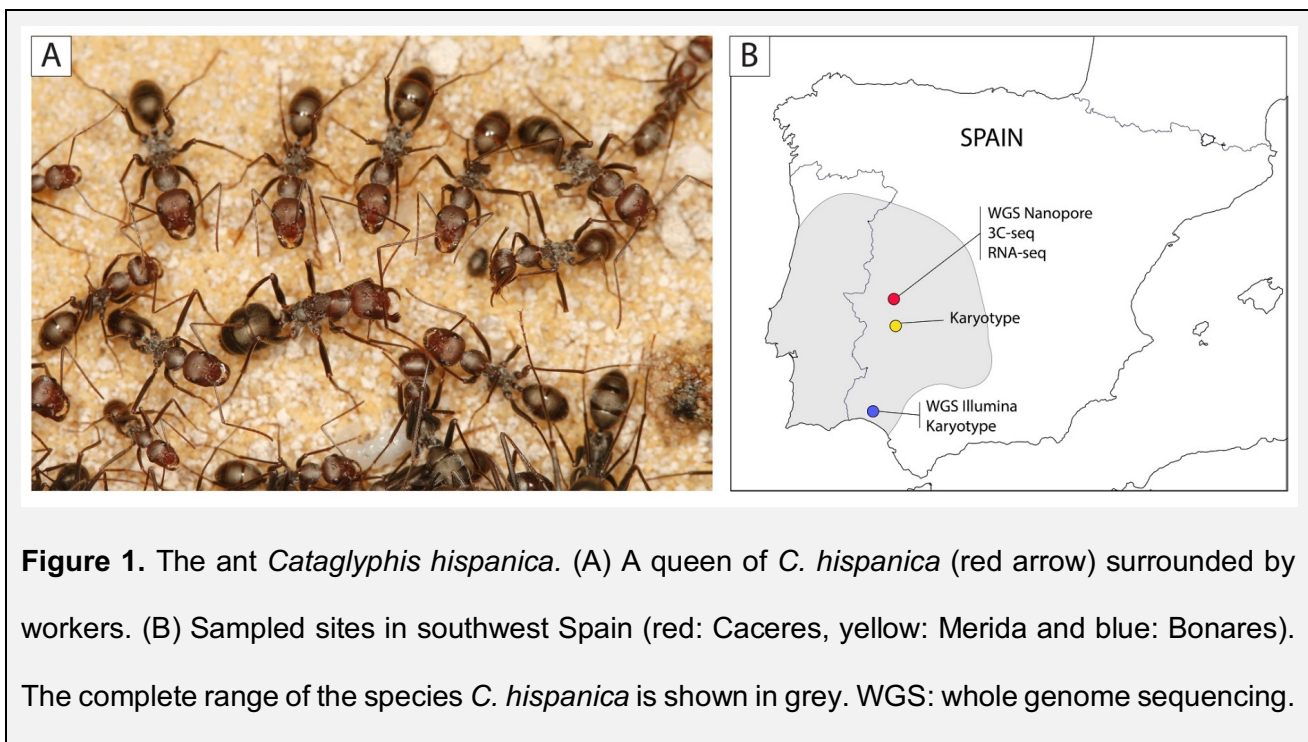 A
B
SPAIN
WGS Nanopore
3C-seq
RNA-seq
Karyotype
WGS Illumina
Karyotype
Figure 1. The ant Cataglyphis hispanica. (A) A queen of C. hispanica (red arrow) surrounded by
workers. (B) Sampled sites in southwest Spain (red: Caceres, yellow: Merida and blue: Bonares).
The complete range of the species C. hispanica is shown in grey. WGS: whole genome sequencing.